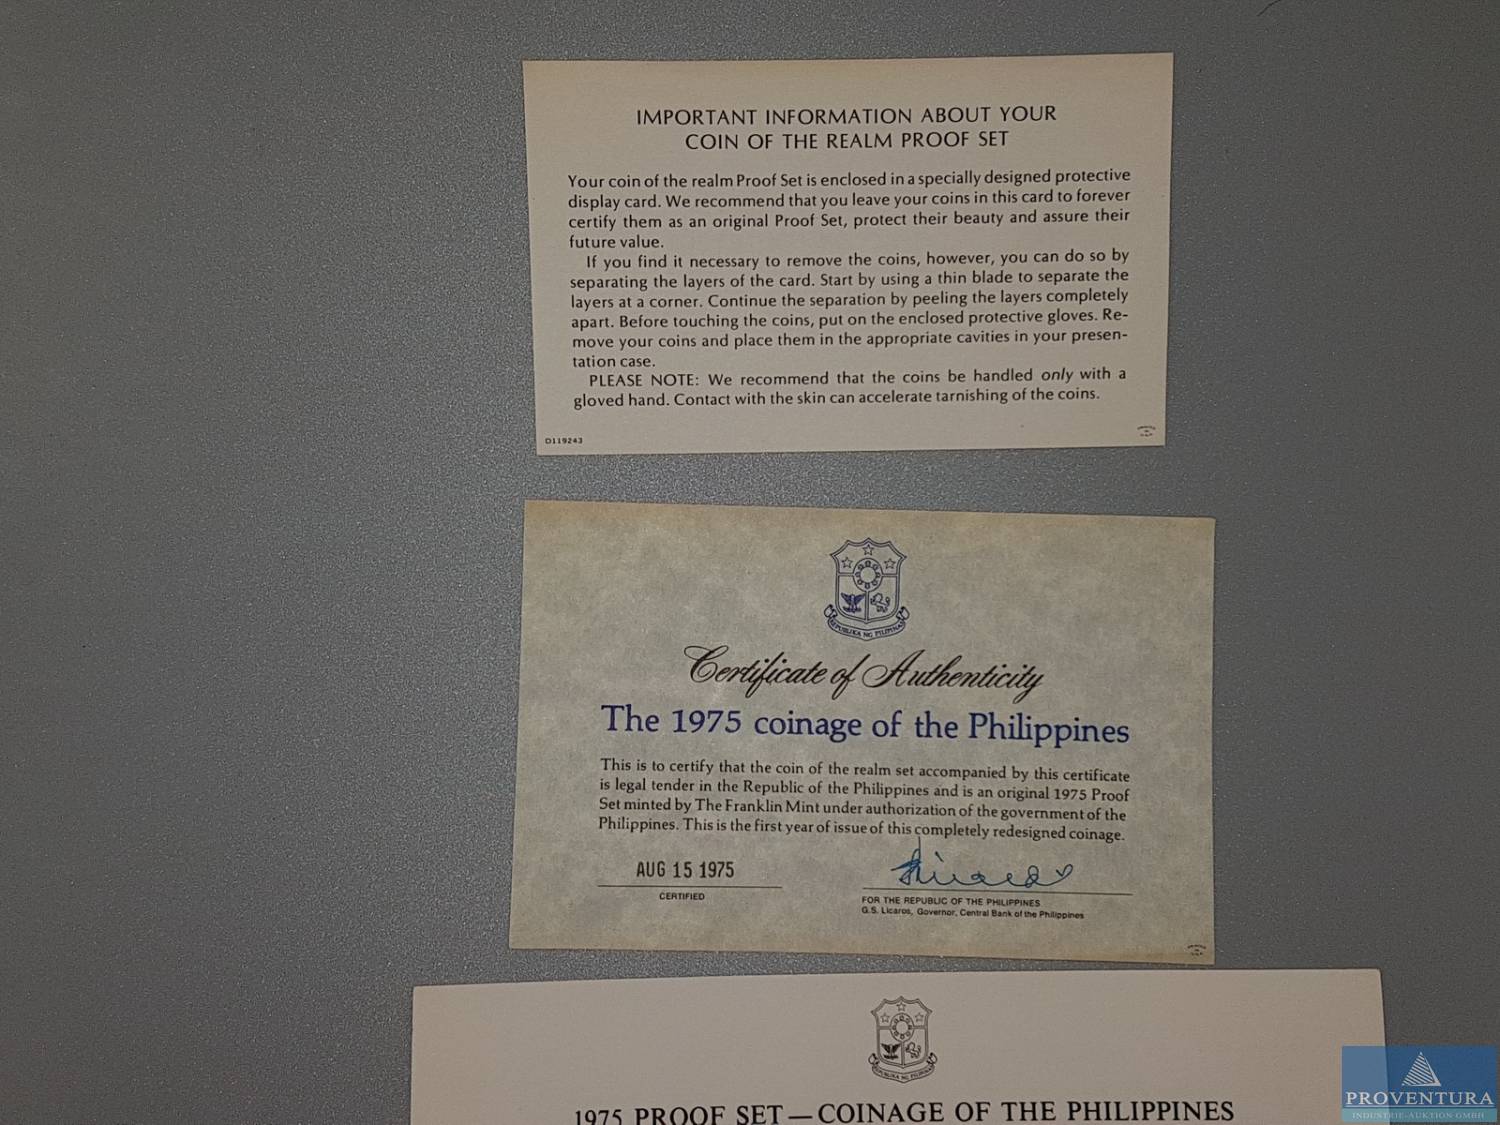 IMPORTANT INFORMATION ABOUT YOUR
COIN OF THE REALM PROOF SET
Your coin of the realm Proof Set is enclosed in a specially designed protective
display card. We recommend that you leave your coins in this card to forever
certify them as an original Proof Set, protect their beauty and assure their
future value.
If you find it necessary to remove the coins, however, you can do so by
separating the layers of the card. Start by using a thin blade to separate the
layers at a corner. Continue the separation by peeling the layers completely
apart. Before touching the coins, put on the enclosed protective gloves. Re-
move your coins and place them in the appropriate cavities in your presen-
tation case.
PLEASE NOTE: We recommend that the coins be handled only with a
gloved hand. Contact with the skin can accelerate tarnishing of the coins.
D119243
REPUBLIKA NG PILIPINAS
Certificate of Authenticity
The 1975 coinage of the Philippines
This is to certify that the coin of the realm set accompanied by this certificate
is legal tender in the Republic of the Philippines and is an original 1975 Proof
Set minted by The Franklin Mint under authorization of the government of the
Philippines. This is the first year of issue of this completely redesigned coinage.
AUG 15 1975
CERTIFIED
FOR THE REPUBLIC OF THE PHILIPPINES
G.S. Licaros, Governor, Central Bank of the Philippines
REPUBLIKA NG PILIPINAS
1975 PROOF SET—COINAGE OF THE PHILIPPINES
PROVENTURA
INDUSTRIE-AUKTION GMBH